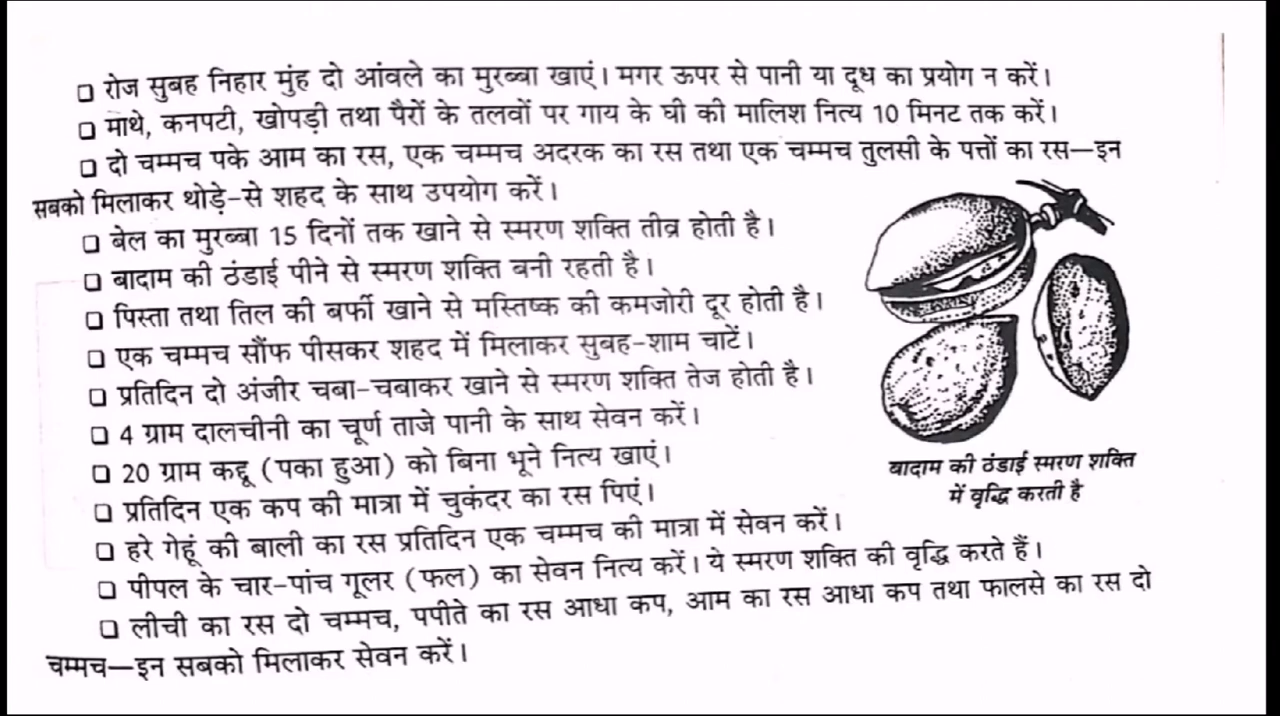 ❑ रोज सुबह निहार मुंह दो आंवले का मुरब्बा खाएं। मगर ऊपर से पानी या दूध का प्रयोग न करें।
❑ माथे, कनपटी, खोपड़ी तथा पैरों के तलवों पर गाय के घी की मालिश नित्य 10 मिनट तक करें।
❑ दो चम्मच पके आम का रस, एक चम्मच अदरक का रस तथा एक चम्मच तुलसी के पत्तों का रस—इन
सबको मिलाकर थोड़े-से शहद के साथ उपयोग करें।
❑ बेल का मुरब्बा 15 दिनों तक खाने से स्मरण शक्ति तीव्र होती है।
❑ बादाम की ठंडाई पीने से स्मरण शक्ति बनी रहती है।
❑ पिस्ता तथा तिल की बर्फी खाने से मस्तिष्क की कमजोरी दूर होती है।
❑ एक चम्मच सौंफ पीसकर शहद में मिलाकर सुबह-शाम चाटें।
❑ प्रतिदिन दो अंजीर चबा-चबाकर खाने से स्मरण शक्ति तेज होती है।
❑ 4 ग्राम दालचीनी का चूर्ण ताजे पानी के साथ सेवन करें।
❑ 20 ग्राम कद्दू (पका हुआ) को बिना भूने नित्य खाएं।
❑ प्रतिदिन एक कप की मात्रा में चुकंदर का रस पिएं।
❑ हरे गेहूं की बाली का रस प्रतिदिन एक चम्मच की मात्रा में सेवन करें।
❑ पीपल के चार-पांच गूलर (फल) का सेवन नित्य करें। ये स्मरण शक्ति की वृद्धि करते हैं।
❑ लीची का रस दो चम्मच, पपीते का रस आधा कप, आम का रस आधा कप तथा फालसे का रस दो
चम्मच—इन सबको मिलाकर सेवन करें।
बादाम की ठंडाई स्मरण शक्ति
में वृद्धि करती है